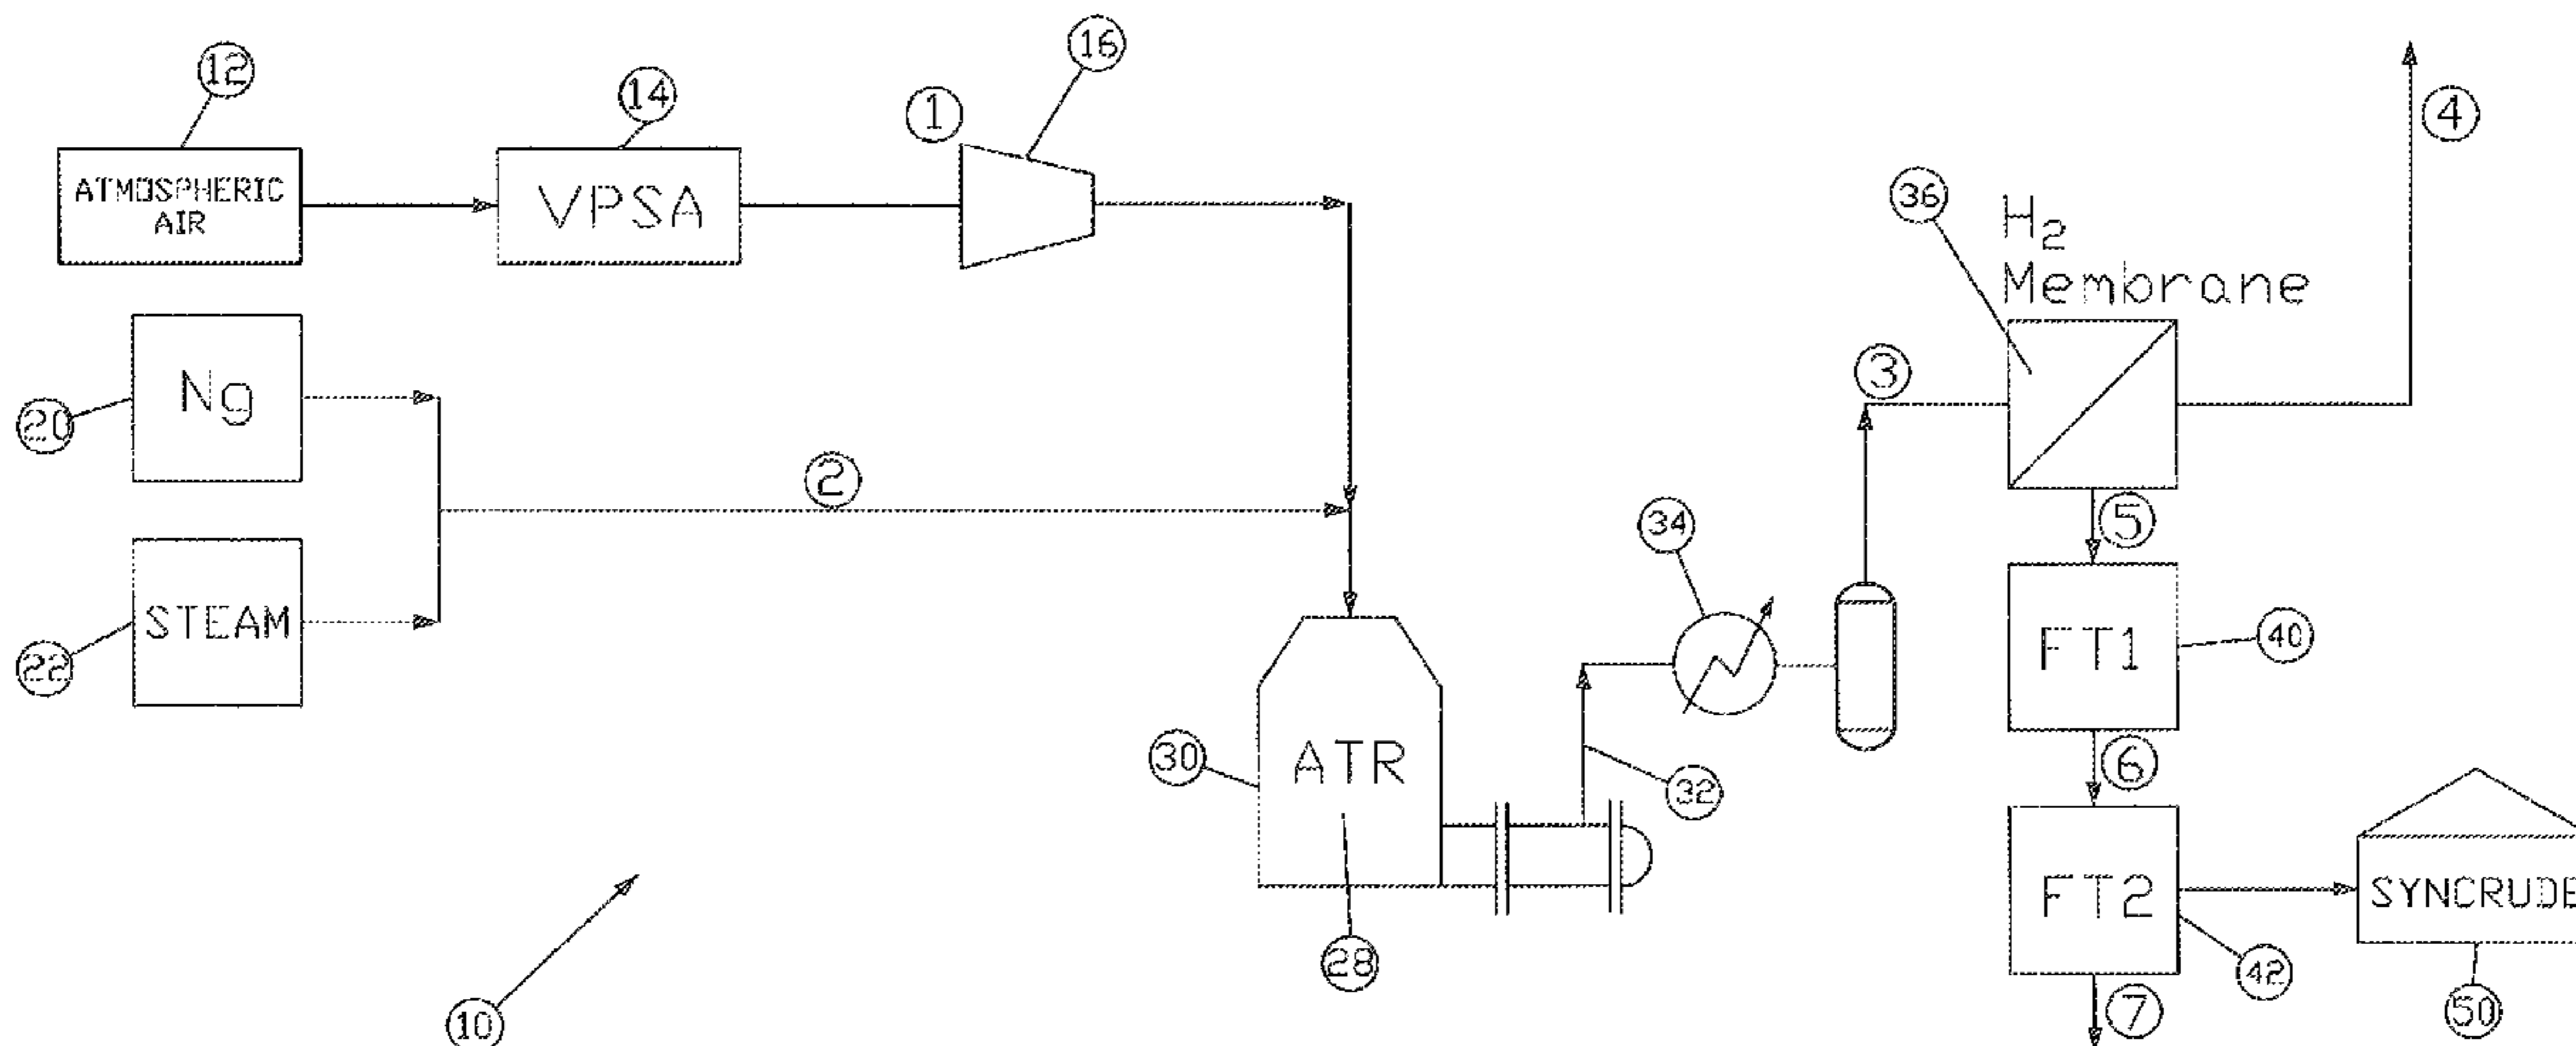 12
14
1
16
4
ATMOSPHERIC
AIR
VPSA
36
H2
Membrane
Ng
20
3
2
5
34
STEAM
22
FT1
40
30
ATR
32
6
FT2
SYNCRUDE
42
28
10
7
50